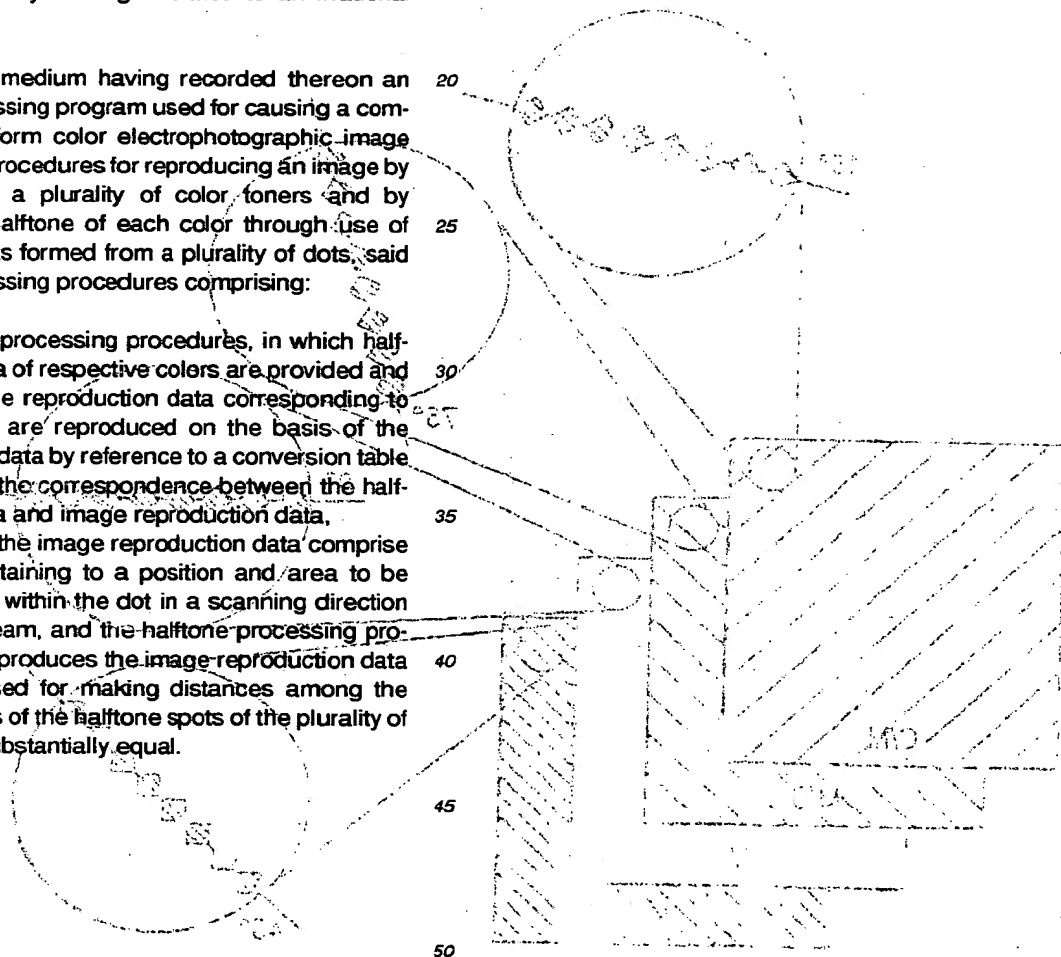 medium having recorded thereon an 20
ssing program used for causing a com-
form color electrophotographic image
rocedures for reproducing an image by
a plurality of color toners and by
alftone of each color through use of 25
s formed from a plurality of dots, said
ssing procedures comprising:
processing procedures, in which half-
a of respective colors are provided and 30
e reproduction data corresponding to
are reproduced on the basis of the
data by reference to a conversion table
the correspondence between the half-
a and image reproduction data, 35
the image reproduction data comprise
taining to a position and area to be
within the dot in a scanning direction
eam, and the halftone processing pro-
produces the image reproduction data 40
sed for making distances among the
s of the halftone spots of the plurality of
bstantially equal.
45
50
75°